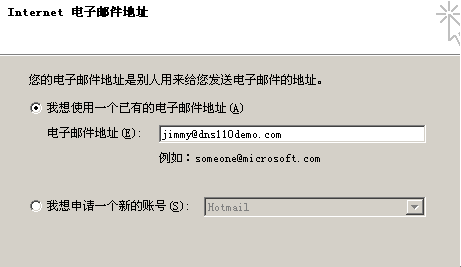 Internet 电子邮件地址
您的电子邮件地址是别人用来给您发送电子邮件的地址。
我想使用一个已有的电子邮件地址(A)
电子邮件地址(E): jimmy@dns110demo.com
例如：someone@microsoft.com
我想申请一个新的账号(S): Hotmail